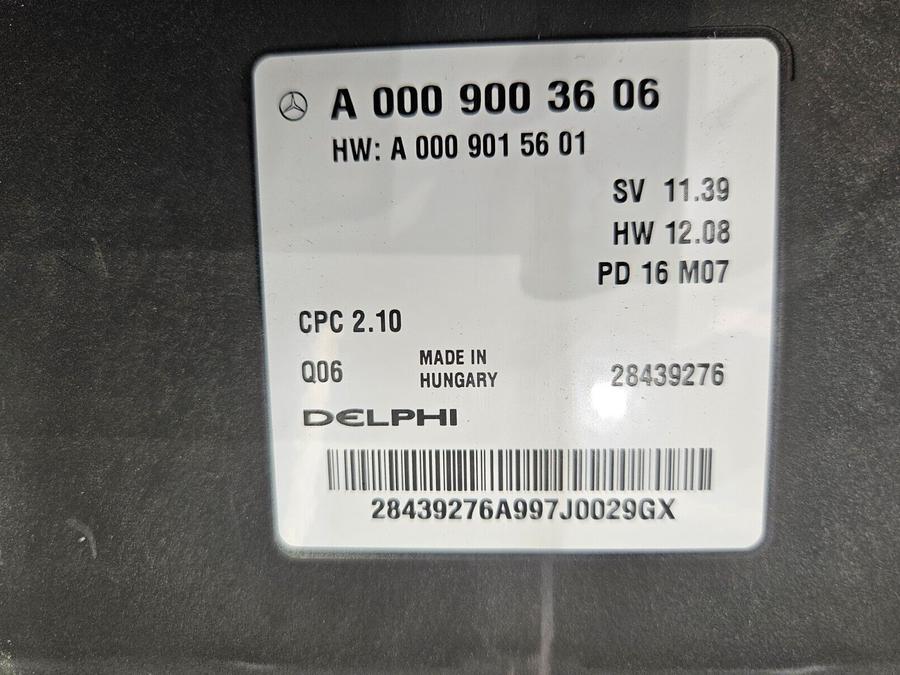 A 000 900 36 06
HW: A 000 901 56 01
SV 11.39
HW 12.08
PD 16 M07
CPC 2.10
Q06
MADE IN
HUNGARY
28439276
DELPHI
28439276A997J0029GX